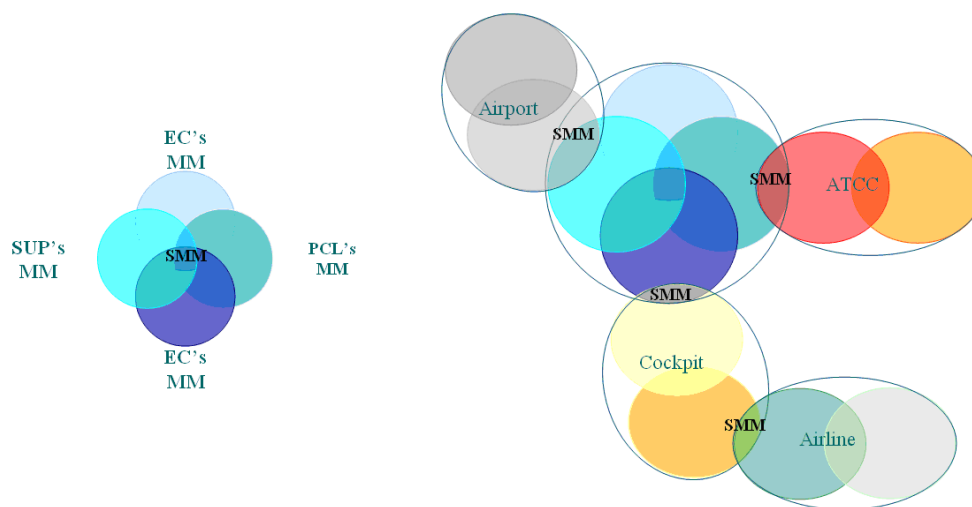 EC's
MM
SUP's
MM
SMM
PCL's
MM
EC's
MM
Airport
SMM
SMM
ATCC
SMM
Cockpit
SMM
Airline